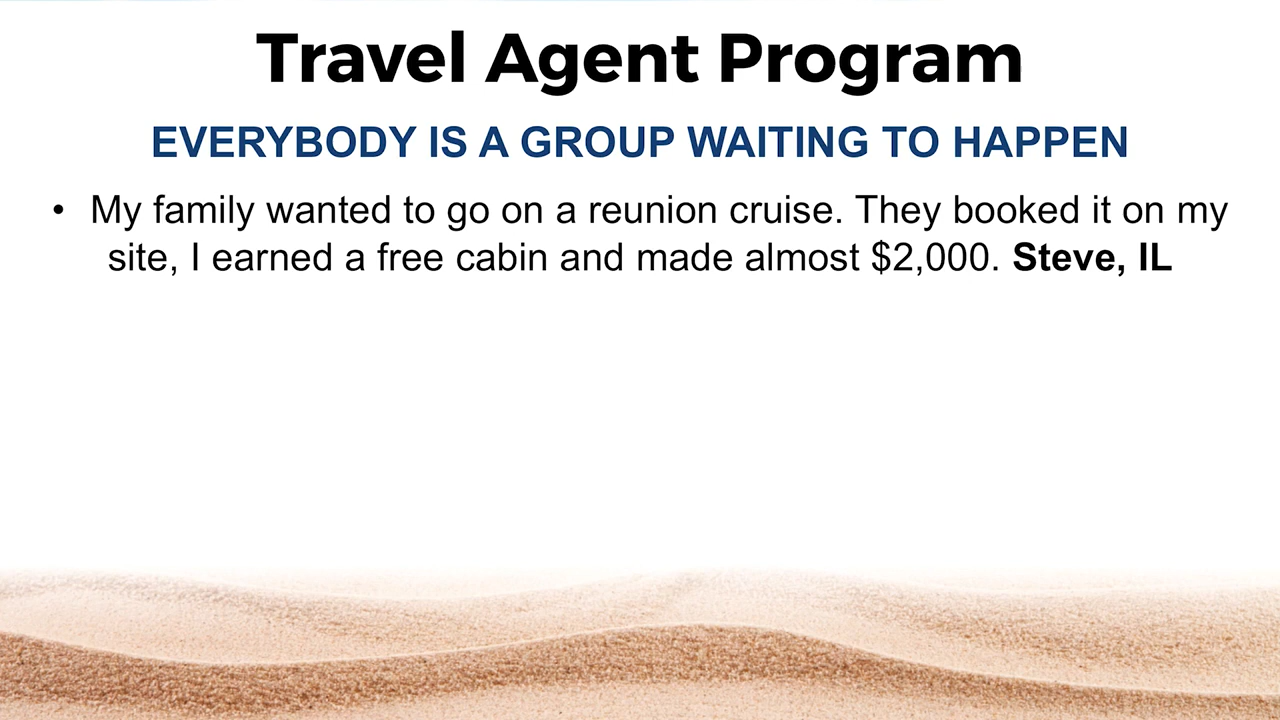 Travel Agent Program
EVERYBODY IS A GROUP WAITING TO HAPPEN
• My family wanted to go on a reunion cruise. They booked it on my
site, I earned a free cabin and made almost $2,000. Steve, IL